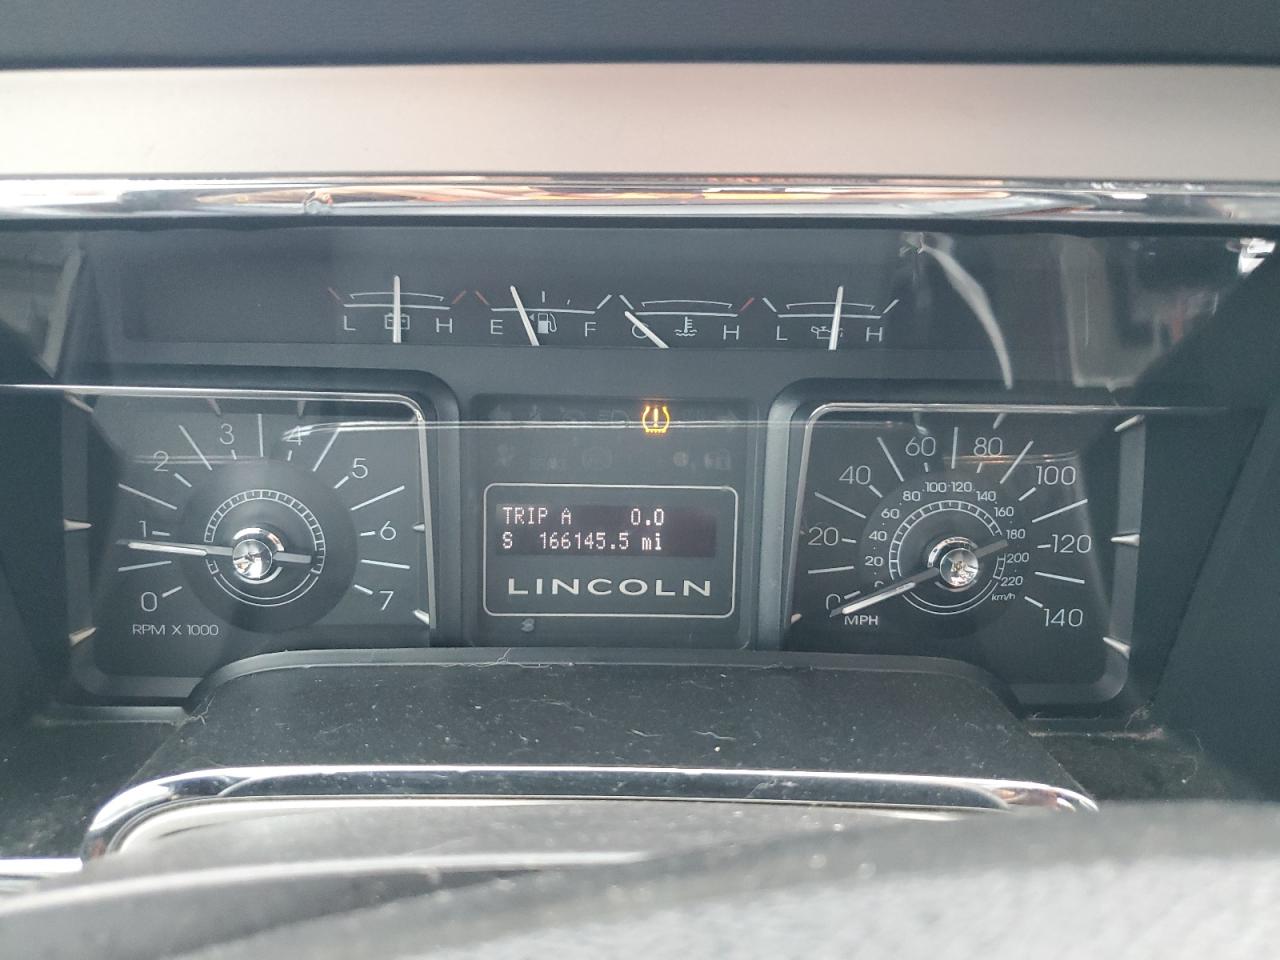 L H E F C H L H
0 1 2 3 4 5 6 7
RPM X 1000
TRIP A 0.0
S 166145.5 mi
LINCOLN
0 20 40 60 80 100 120 140
MPH
20 40 60 80 100 120 140 160 180 200 220
km/h